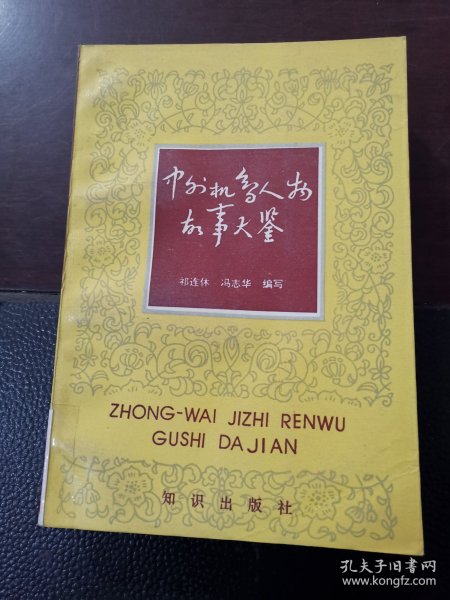 中外机智人物
故事大鉴
祁连休 冯志华 编写
ZHONG-WAI JIZHI RENWU
GUSHI DAJIAN
知识出版社
孔夫子旧书网
www.kongfz.com